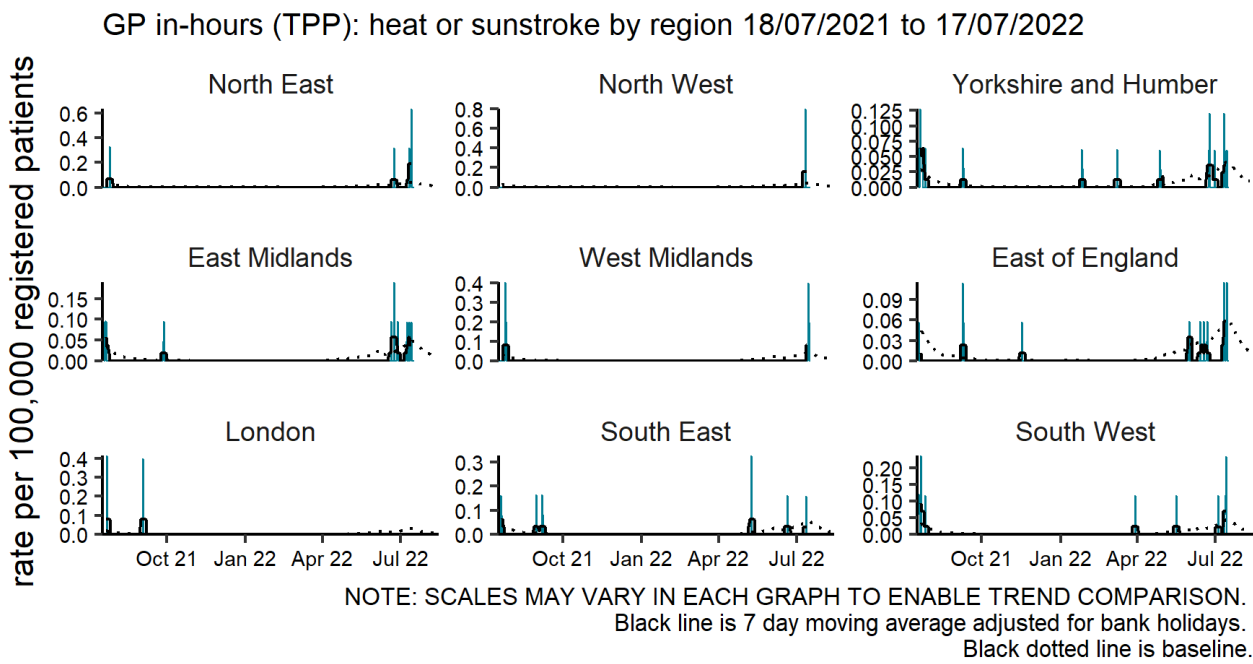 GP in-hours (TPP): heat or sunstroke by region 18/07/2021 to 17/07/2022
rate per 100,000 registered patients
North East
0.6
0.4
0.2
0.0
North West
0.8
0.6
0.4
0.2
0.0
Yorkshire and Humber
0.125
0.100
0.075
0.050
0.025
0.000
East Midlands
0.15
0.10
0.05
0.00
West Midlands
0.4
0.3
0.2
0.1
0.0
East of England
0.09
0.06
0.03
0.00
London
0.4
0.3
0.2
0.1
0.0
Oct 21 Jan 22 Apr 22 Jul 22
South East
0.3
0.2
0.1
0.0
Oct 21 Jan 22 Apr 22 Jul 22
South West
0.20
0.15
0.10
0.05
0.00
Oct 21 Jan 22 Apr 22 Jul 22
NOTE: SCALES MAY VARY IN EACH GRAPH TO ENABLE TREND COMPARISON.
Black line is 7 day moving average adjusted for bank holidays.
Black dotted line is baseline.